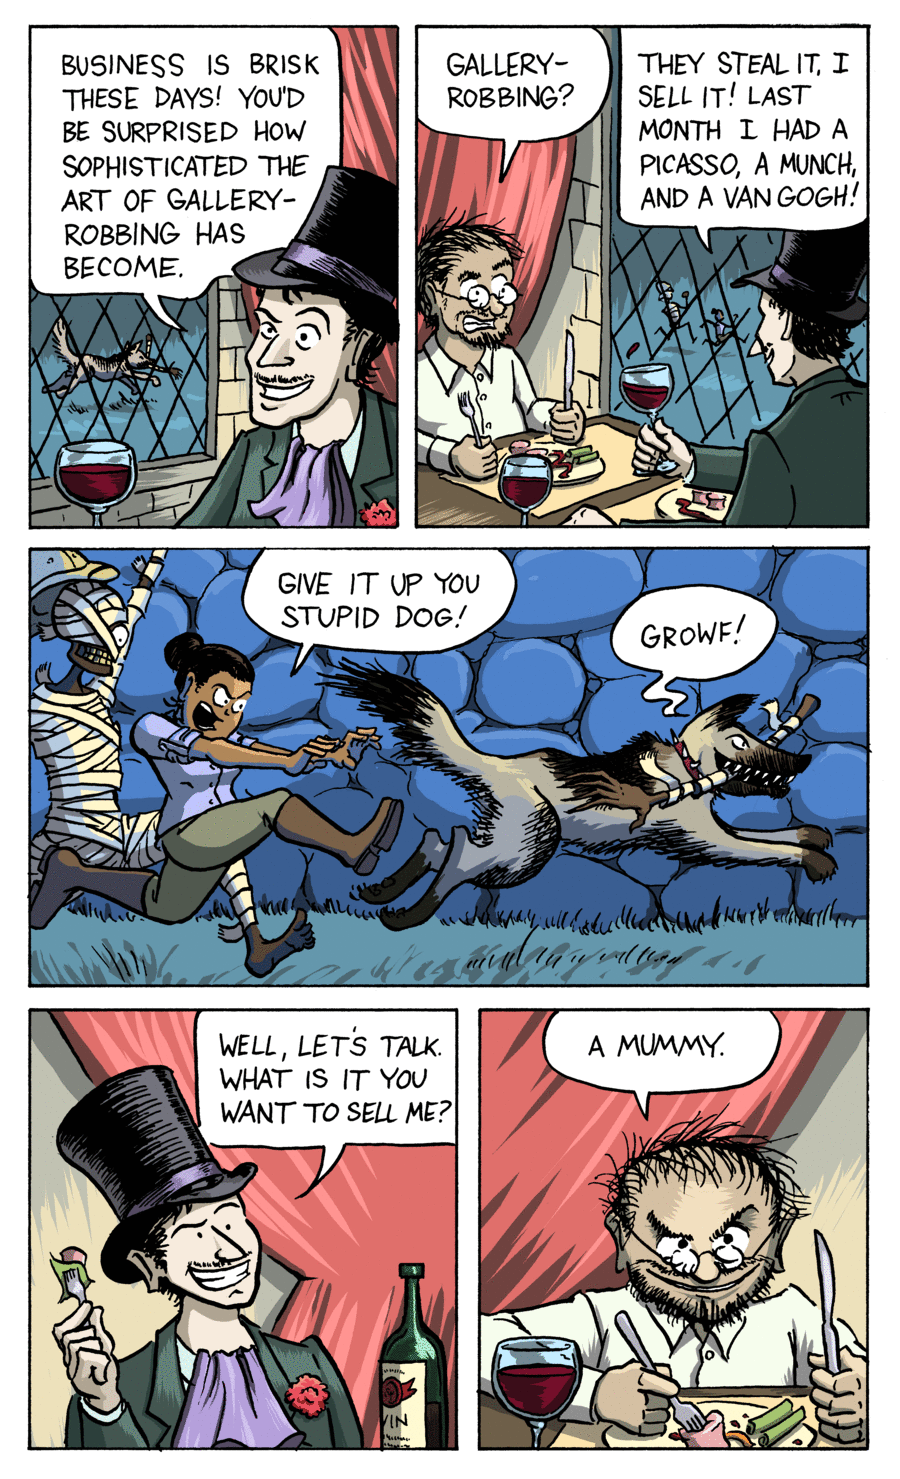 BUSINESS IS BRISK
THESE DAYS! YOU'D
BE SURPRISED HOW
SOPHISTICATED THE
ART OF GALLERY-
ROBBING HAS
BECOME.
GALLERY-
ROBBING?
THEY STEAL IT, I
SELL IT! LAST
MONTH I HAD A
PICASSO, A MUNCH,
AND A VAN GOGH!
GIVE IT UP YOU
STUPID DOG!
GROWF!
WELL, LET'S TALK.
WHAT IS IT YOU
WANT TO SELL ME?
VIN
A MUMMY.